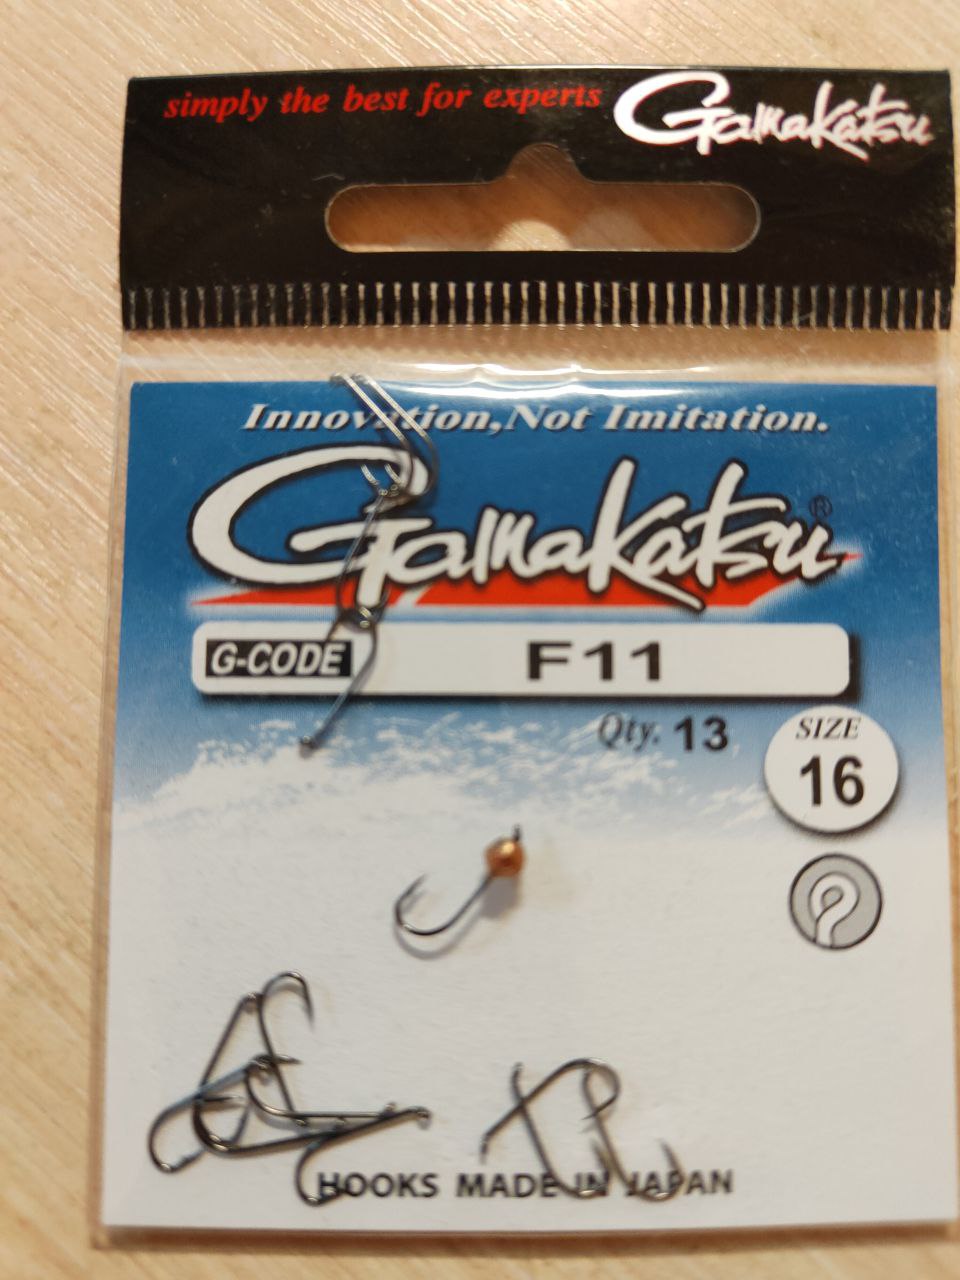 simply the best for experts Gamakatsu
Innovation, Not Imitation.
Gamakatsu®
G-CODE F11
Qty. 13
SIZE
16
HOOKS MADE IN JAPAN